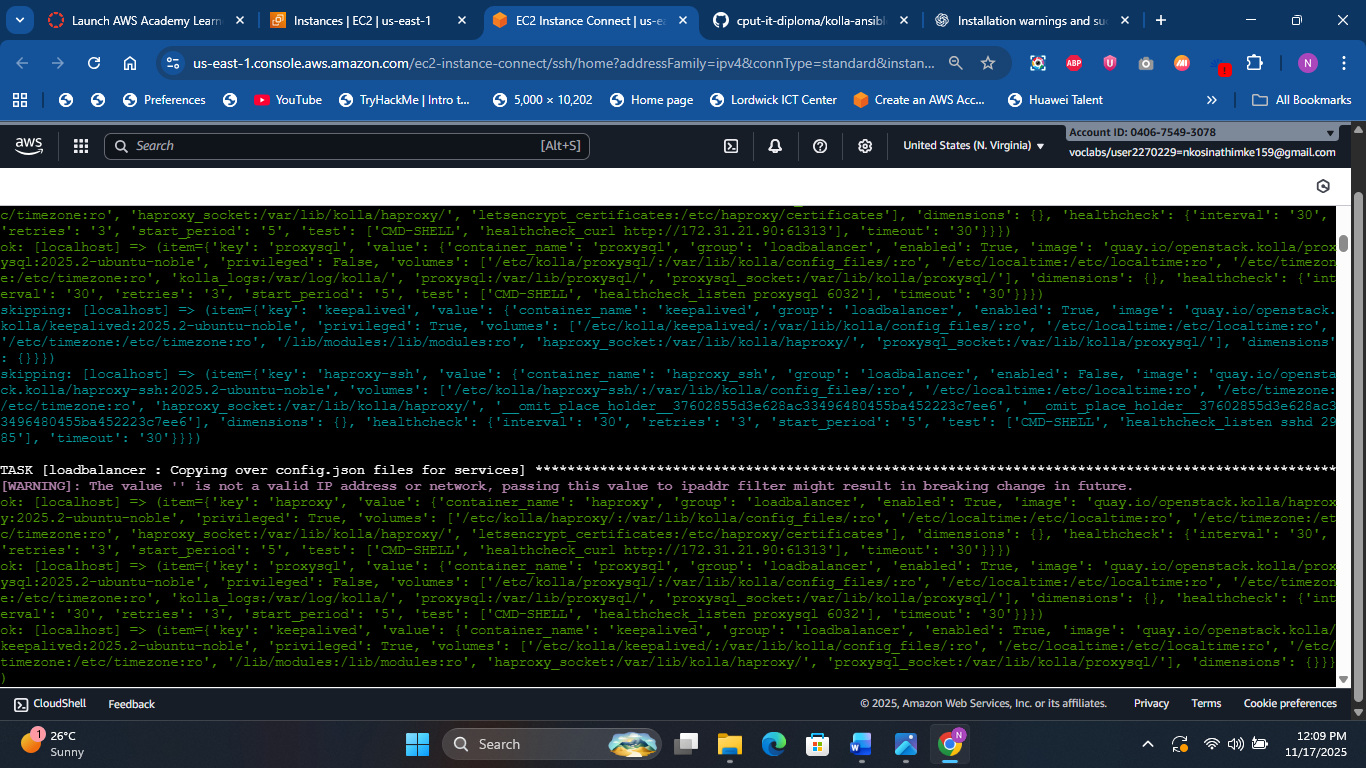 Launch AWS Academy Learn
Instances | EC2 | us-east-1
EC2 Instance Connect | us-ea
cput-it-diploma/kolla-ansibl
Installation warnings and su
us-east-1.console.aws.amazon.com/ec2-instance-connect/ssh/home?addressFamily=ipv4&connType=standard&instan...
ABP
N
Preferences
YouTube
TryHackMe | Intro t...
5,000 × 10,202
Home page
Lordwick ICT Center
Create an AWS Acc...
Huawei Talent
All Bookmarks
aws
Search
[Alt+S]
United States (N. Virginia)
Account ID: 0406-7549-3078
voclabs/user2270229=nkosinathimke159@gmail.com
c/timezone:ro', 'haproxy_socket:/var/lib/kolla/haproxy/', 'letsencrypt_certificates:/etc/haproxy/certificates'], 'dimensions': {}, 'healthcheck': {'interval': '30',
'retries': '3', 'start_period': '5', 'test': ['CMD-SHELL', 'healthcheck_curl http://172.31.21.90:61313'], 'timeout': '30'}}})
ok: [localhost] => (item={'key': 'proxysql', 'value': {'container_name': 'proxysql', 'group': 'loadbalancer', 'enabled': True, 'image': 'quay.io/openstack.kolla/prox
ysql:2025.2-ubuntu-noble', 'privileged': False, 'volumes': ['/etc/kolla/proxysql/:/var/lib/kolla/config_files/:ro', '/etc/localtime:/etc/localtime:ro', '/etc/timezon
e:/etc/timezone:ro', 'kolla_logs:/var/log/kolla/', 'proxysql:/var/lib/proxysql/', 'proxysql_socket:/var/lib/kolla/proxysql/'], 'dimensions': {}, 'healthcheck': {'int
erval': '30', 'retries': '3', 'start_period': '5', 'test': ['CMD-SHELL', 'healthcheck_listen proxysql 6032'], 'timeout': '30'}}})
skipping: [localhost] => (item={'key': 'keepalived', 'value': {'container_name': 'keepalived', 'group': 'loadbalancer', 'enabled': True, 'image': 'quay.io/openstack.
kolla/keepalived:2025.2-ubuntu-noble', 'privileged': True, 'volumes': ['/etc/kolla/keepalived/:/var/lib/kolla/config_files/:ro', '/etc/localtime:/etc/localtime:ro',
'/etc/timezone:/etc/timezone:ro', '/lib/modules:/lib/modules:ro', 'haproxy_socket:/var/lib/kolla/haproxy/', 'proxysql_socket:/var/lib/kolla/proxysql/'], 'dimensions'
: {}}})
skipping: [localhost] => (item={'key': 'haproxy-ssh', 'value': {'container_name': 'haproxy_ssh', 'group': 'loadbalancer', 'enabled': False, 'image': 'quay.io/opensta
ck.kolla/haproxy-ssh:2025.2-ubuntu-noble', 'volumes': ['/etc/kolla/haproxy-ssh/:/var/lib/kolla/config_files/:ro', '/etc/localtime:/etc/localtime:ro', '/etc/timezone:
/etc/timezone:ro', 'haproxy_socket:/var/lib/kolla/haproxy/', '__omit_place_holder__37602855d3e628ac33496480455ba452223c7ee6', '__omit_place_holder__37602855d3e628ac3
3496480455ba452223c7ee6'], 'dimensions': {}, 'healthcheck': {'interval': '30', 'retries': '3', 'start_period': '5', 'test': ['CMD-SHELL', 'healthcheck_listen sshd 29
85'], 'timeout': '30'}}})
TASK [loadbalancer : Copying over config.json files for services] ****************************************************************************************************
[WARNING]: The value '' is not a valid IP address or network, passing this value to ipaddr filter might result in breaking change in future.
ok: [localhost] => (item={'key': 'haproxy', 'value': {'container_name': 'haproxy', 'group': 'loadbalancer', 'enabled': True, 'image': 'quay.io/openstack.kolla/haprox
y:2025.2-ubuntu-noble', 'privileged': True, 'volumes': ['/etc/kolla/haproxy/:/var/lib/kolla/config_files/:ro', '/etc/localtime:/etc/localtime:ro', '/etc/timezone:/et
c/timezone:ro', 'haproxy_socket:/var/lib/kolla/haproxy/', 'letsencrypt_certificates:/etc/haproxy/certificates'], 'dimensions': {}, 'healthcheck': {'interval': '30',
'retries': '3', 'start_period': '5', 'test': ['CMD-SHELL', 'healthcheck_curl http://172.31.21.90:61313'], 'timeout': '30'}}})
ok: [localhost] => (item={'key': 'proxysql', 'value': {'container_name': 'proxysql', 'group': 'loadbalancer', 'enabled': True, 'image': 'quay.io/openstack.kolla/prox
ysql:2025.2-ubuntu-noble', 'privileged': False, 'volumes': ['/etc/kolla/proxysql/:/var/lib/kolla/config_files/:ro', '/etc/localtime:/etc/localtime:ro', '/etc/timezon
e:/etc/timezone:ro', 'kolla_logs:/var/log/kolla/', 'proxysql:/var/lib/proxysql/', 'proxysql_socket:/var/lib/kolla/proxysql/'], 'dimensions': {}, 'healthcheck': {'int
erval': '30', 'retries': '3', 'start_period': '5', 'test': ['CMD-SHELL', 'healthcheck_listen proxysql 6032'], 'timeout': '30'}}})
ok: [localhost] => (item={'key': 'keepalived', 'value': {'container_name': 'keepalived', 'group': 'loadbalancer', 'enabled': True, 'image': 'quay.io/openstack.kolla/
keepalived:2025.2-ubuntu-noble', 'privileged': True, 'volumes': ['/etc/kolla/keepalived/:/var/lib/kolla/config_files/:ro', '/etc/localtime:/etc/localtime:ro', '/etc/
timezone:/etc/timezone:ro', '/lib/modules:/lib/modules:ro', 'haproxy_socket:/var/lib/kolla/haproxy/', 'proxysql_socket:/var/lib/kolla/proxysql/'], 'dimensions': {}}}
)
CloudShell
Feedback
© 2025, Amazon Web Services, Inc. or its affiliates.
Privacy
Terms
Cookie preferences
1
26°C
Sunny
Search
N
12:09 PM
11/17/2025